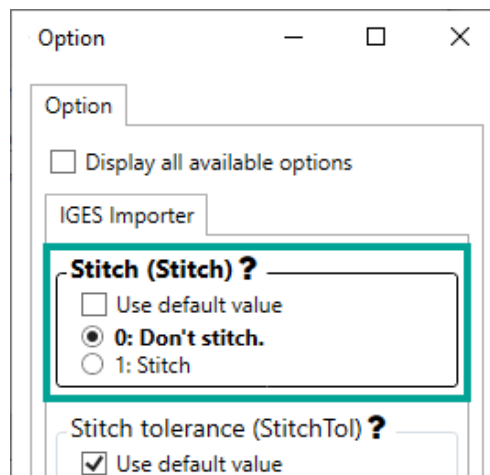 Option
Option
Display all available options
IGES Importer
Stitch (Stitch) ?
Use default value
0: Don't stitch.
1: Stitch
Stitch tolerance (StitchTol) ?
Use default value